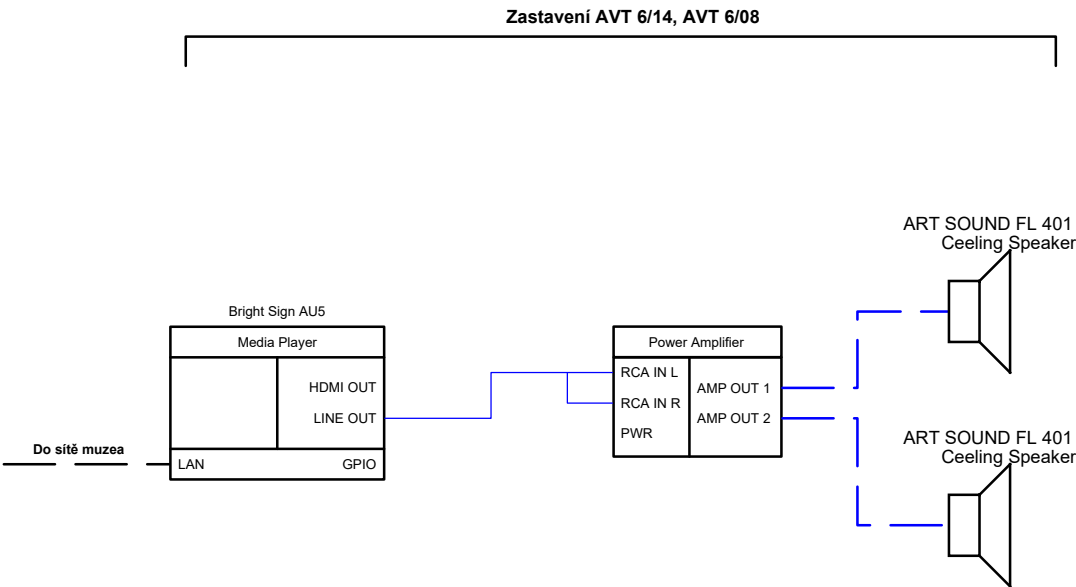 Zastavení AVT 6/14, AVT 6/08
ART SOUND FL 401
Ceeling Speaker
Bright Sign AU5
Media Player
HDMI OUT
LINE OUT
LAN
GPIO
Do sítě muzea
Power Amplifier
RCA IN L
RCA IN R
PWR
AMP OUT 1
AMP OUT 2
ART SOUND FL 401
Ceeling Speaker